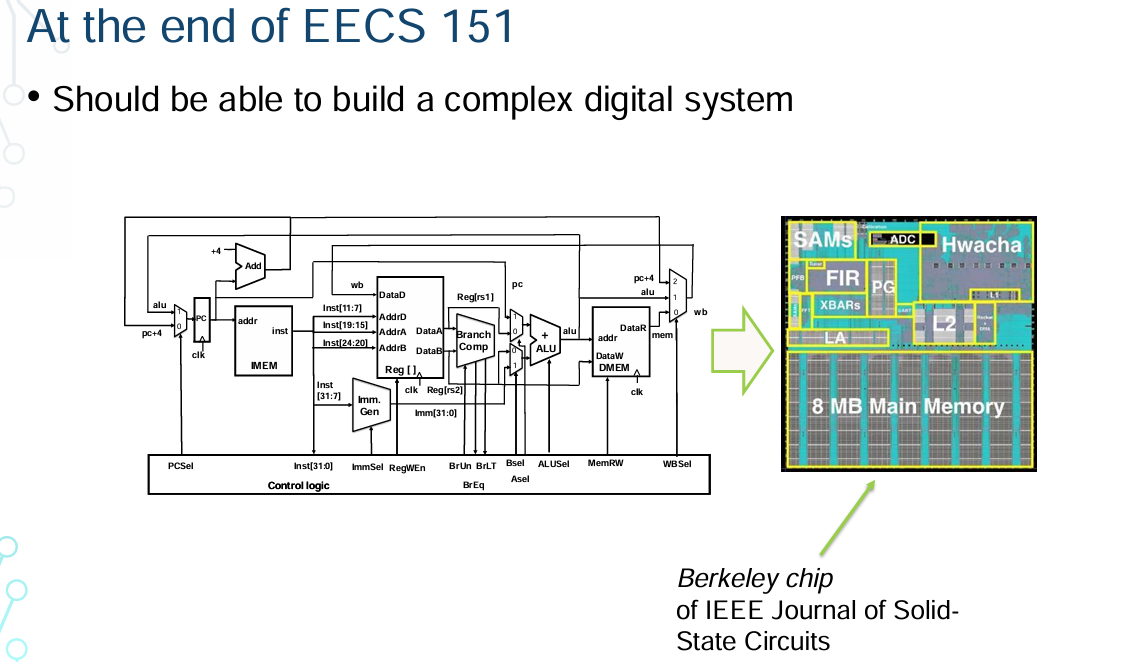 At the end of EECS 151
• Should be able to build a complex digital system
+4
Add
alu
1
0
pc+4
PC
clk
addr
inst
IMEM
wb
DataD
Inst[11:7]
AddrD
Inst[19:15]
AddrA
DataA
Inst[24:20]
AddrB
DataB
Reg [ ]
clk
Inst
[31:7]
Imm.
Gen
Reg[rs1]
Branch
Comp
Reg[rs2]
Imm[31:0]
pc
1
0
0
1
+
ALU
alu
addr
DataR
DataW
DMEM
clk
mem
pc+4
alu
2
1
0
wb
PCSel
Inst[31:0]
ImmSel
RegWEn
BrUn
BrLT
BrEq
Bsel
Asel
ALUSel
MemRW
WBSel
Control logic
SAMs
ADC
Hwacha
PFB
FIR
PG
XBARs
UART
L1
L2
LA
8 MB Main Memory
Berkeley chip
of IEEE Journal of Solid-
State Circuits